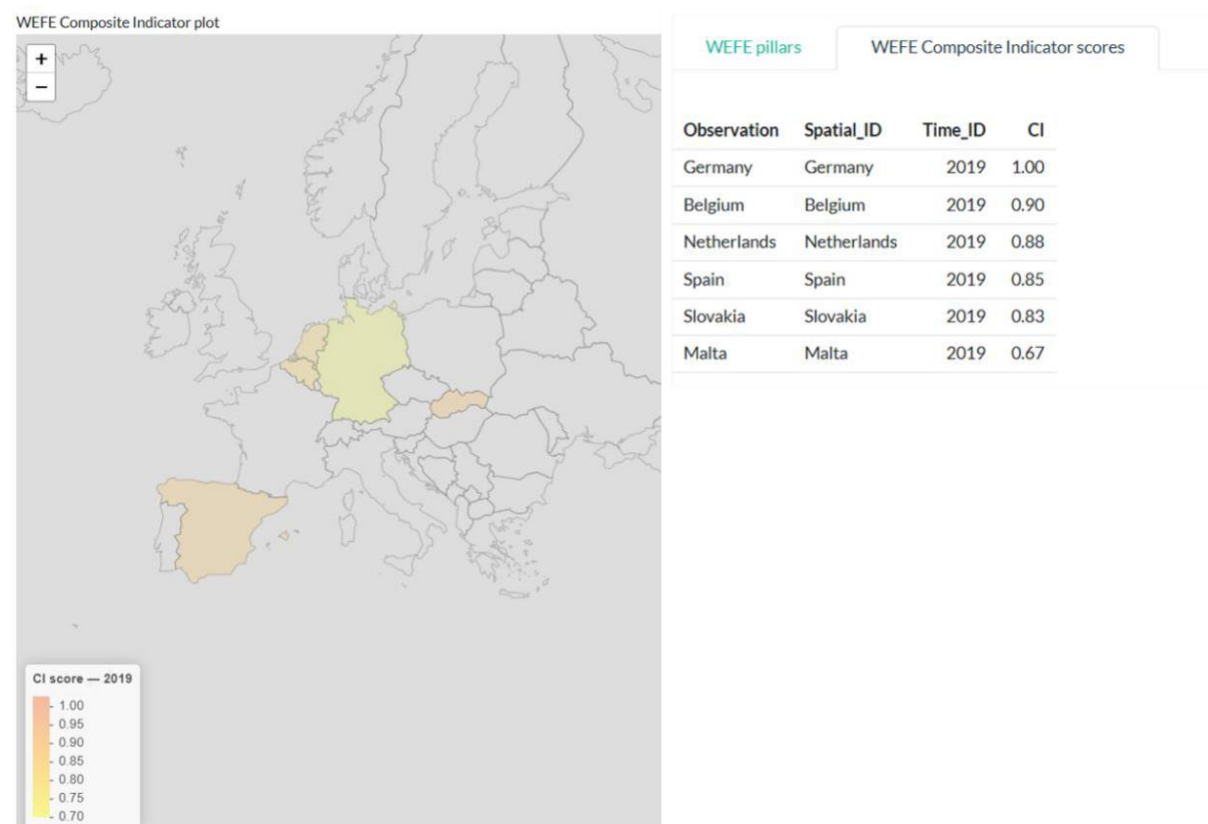 WEFE Composite Indicator plot
+
−
CI score — 2019
1.00
0.95
0.90
0.85
0.80
0.75
0.70
WEFE pillars WEFE Composite Indicator scores
Observation Spatial_ID Time_ID CI
Germany Germany 2019 1.00
Belgium Belgium 2019 0.90
Netherlands Netherlands 2019 0.88
Spain Spain 2019 0.85
Slovakia Slovakia 2019 0.83
Malta Malta 2019 0.67